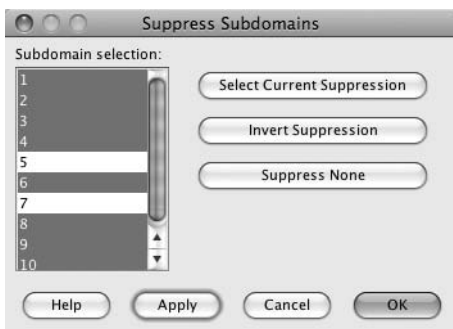 Suppress Subdomains
Subdomain selection:
1
2
3
4
5
6
7
8
9
10
Select Current Suppression
Invert Suppression
Suppress None
Help
Apply
Cancel
OK